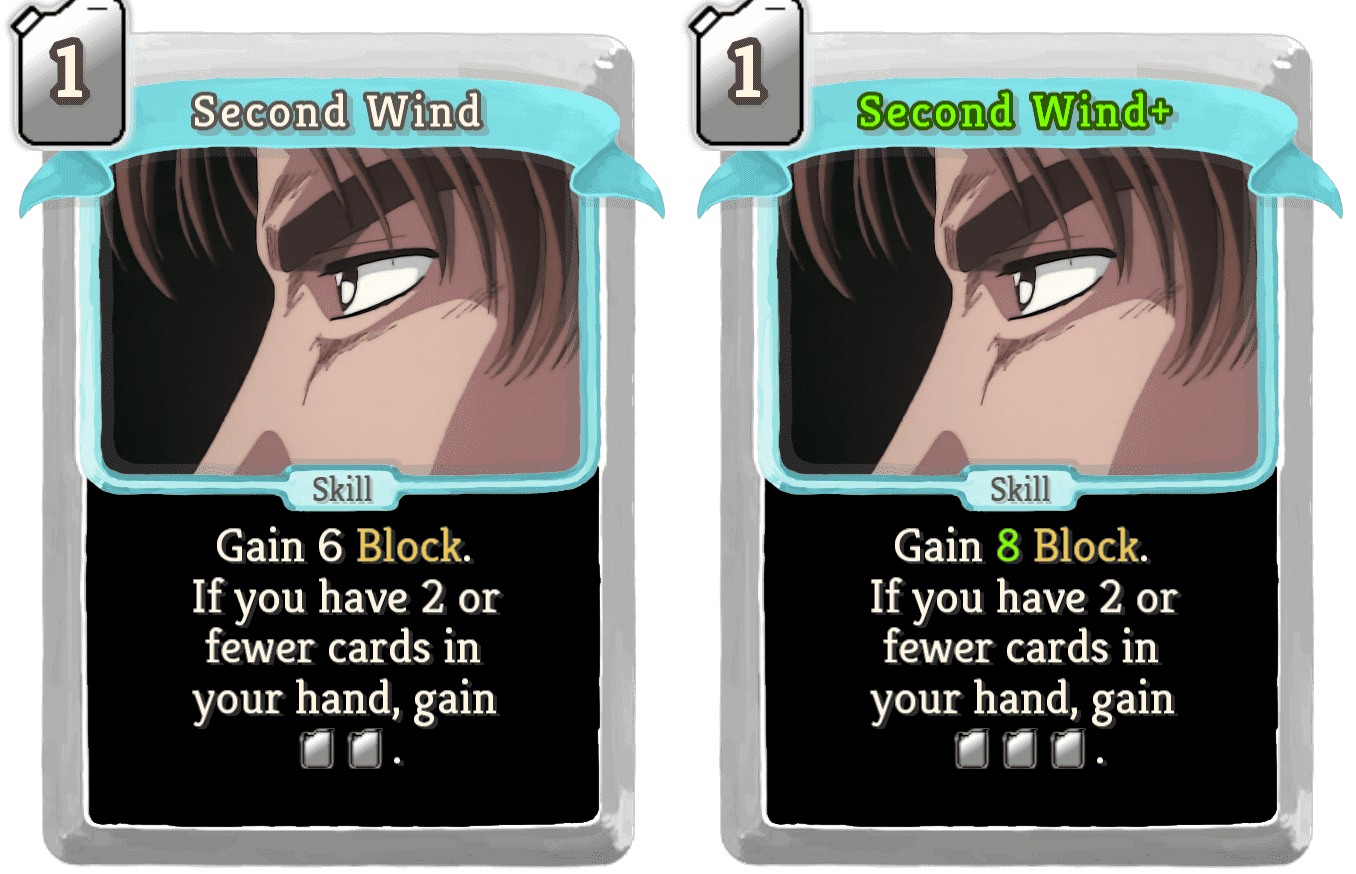 1
Second Wind
Skill
Gain 6 Block.
If you have 2 or
fewer cards in
your hand, gain
.
1
Second Wind+
Skill
Gain 8 Block.
If you have 2 or
fewer cards in
your hand, gain
.